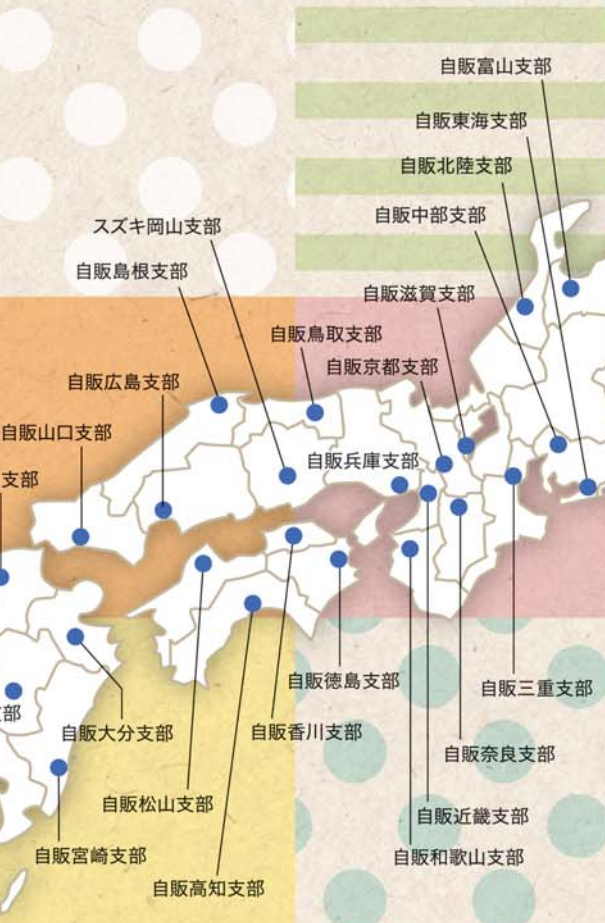 自販富山支部
自販東海支部
自販北陸支部
自販中部支部
スズキ岡山支部
自販島根支部
自販滋賀支部
自販鳥取支部
自販京都支部
自販広島支部
自販山口支部
自販兵庫支部
支部
自販徳島支部
自販三重支部
部
自販大分支部
自販香川支部
自販奈良支部
自販松山支部
自販近畿支部
自販宮崎支部
自販和歌山支部
自販高知支部